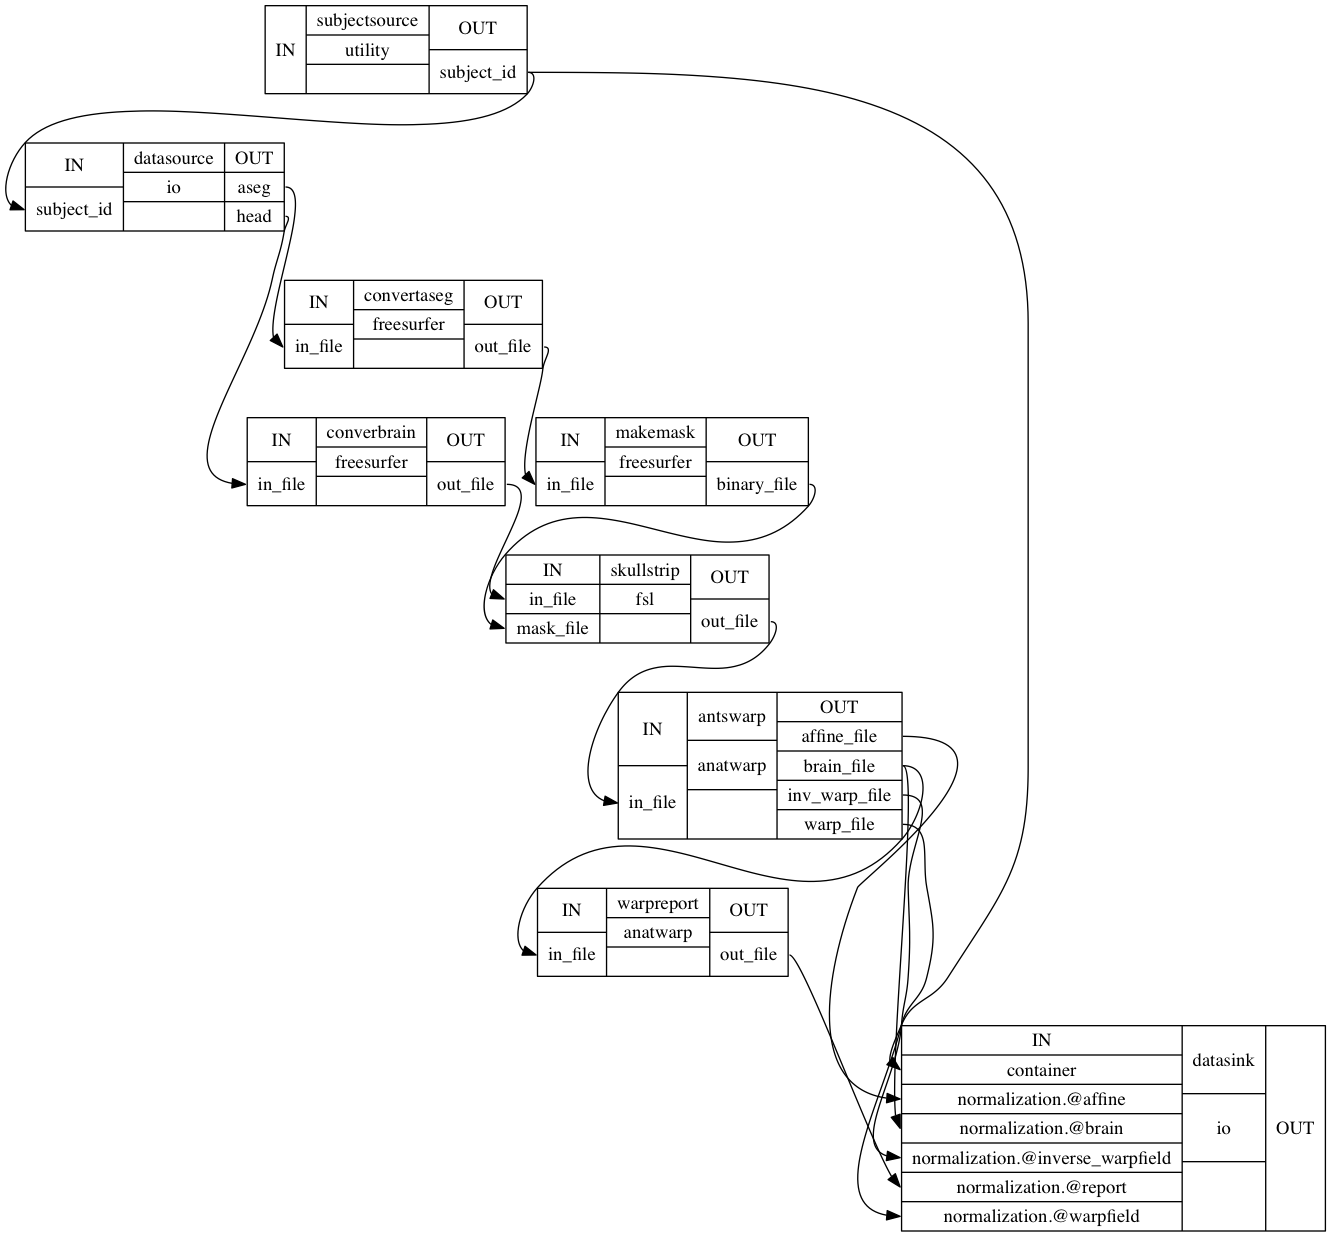 IN
subjectsource
utility
OUT
subject_id
IN
subject_id
datasource
io
OUT
aseg
head
IN
in_file
convertaseg
freesurfer
OUT
out_file
IN
in_file
converbrain
freesurfer
OUT
out_file
IN
in_file
makemask
freesurfer
OUT
binary_file
IN
in_file
mask_file
skullstrip
fsl
OUT
out_file
IN
in_file
antswarp
anatwarp
OUT
affine_file
brain_file
inv_warp_file
warp_file
IN
in_file
warpreport
anatwarp
OUT
out_file
IN
container
normalization.@affine
normalization.@brain
normalization.@inverse_warpfield
normalization.@report
normalization.@warpfield
datasink
io
OUT